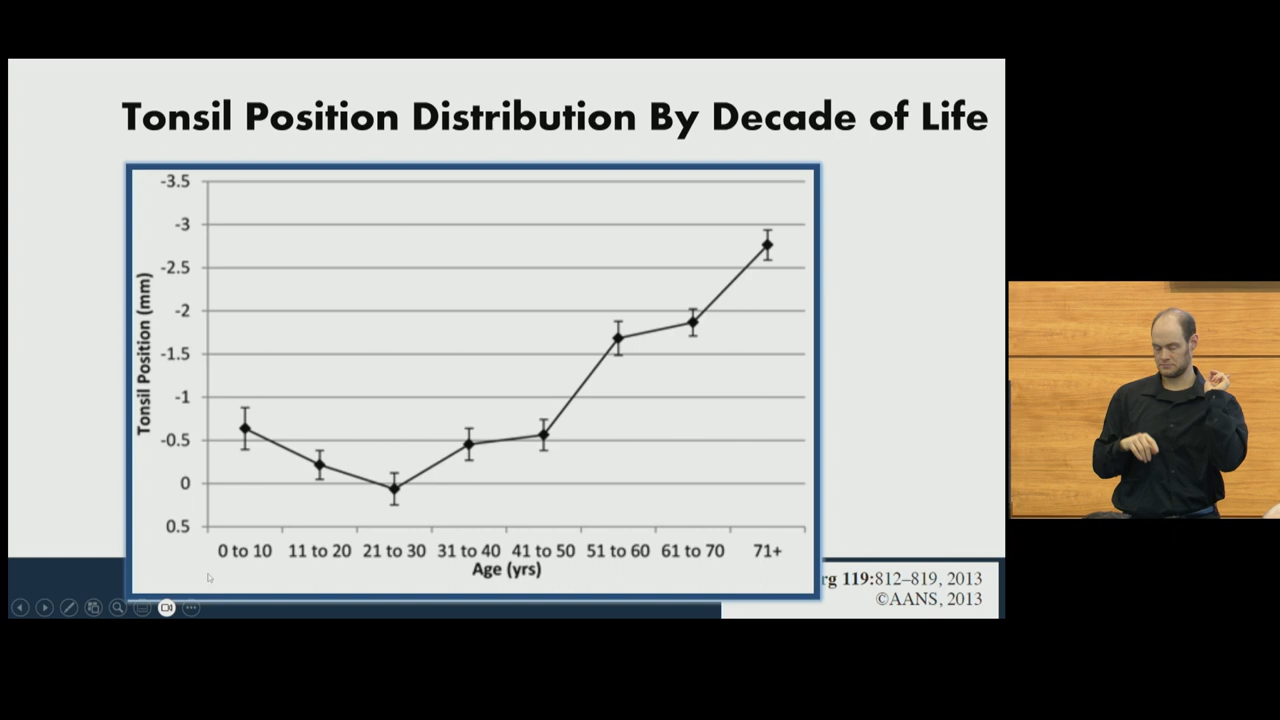 Tonsil Position Distribution By Decade of Life
-3.5
-3
-2.5
-2
-1.5
-1
-0.5
0
0.5
Tonsil Position (mm)
0 to 10 11 to 20 21 to 30 31 to 40 41 to 50 51 to 60 61 to 70 71+
Age (yrs)
rg 119:812–819, 2013
©AANS, 2013